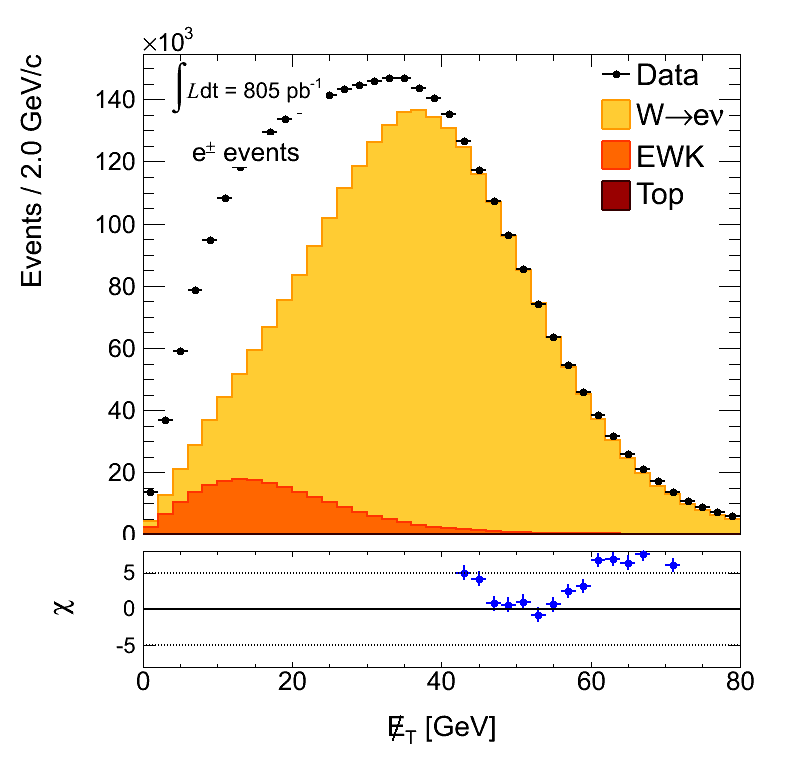 ×10³
Events / 2.0 GeV/c
140
120
100
80
60
40
20
0
∫ Ldt = 805 pb⁻¹
e± events
Data
W→eν
EWK
Top
χ
5
0
-5
0 20 40 60 80
E̸_T [GeV]